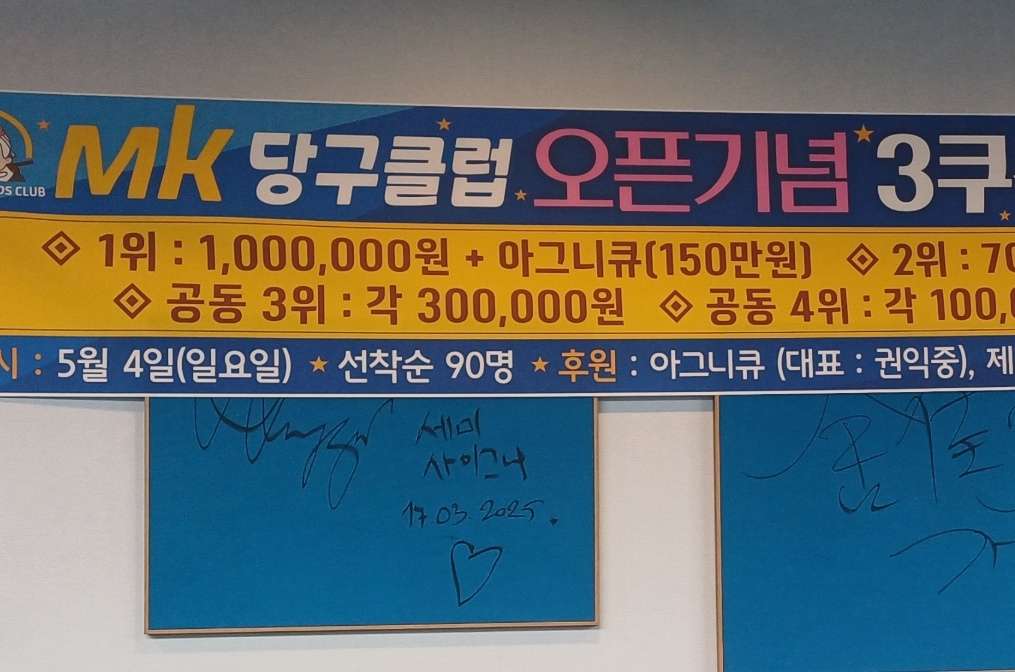 MK 당구클럽 오픈기념 3쿠
CLUB
1위 : 1,000,000원 + 아그니큐(150만원) 2위 : 70
공동 3위 : 각 300,000원 공동 4위 : 각 100,
시 : 5월 4일(일요일) ★ 선착순 90명 ★ 후원 : 아그니큐 (대표 : 권익중), 제
세미
사이그너
17.03.2025.